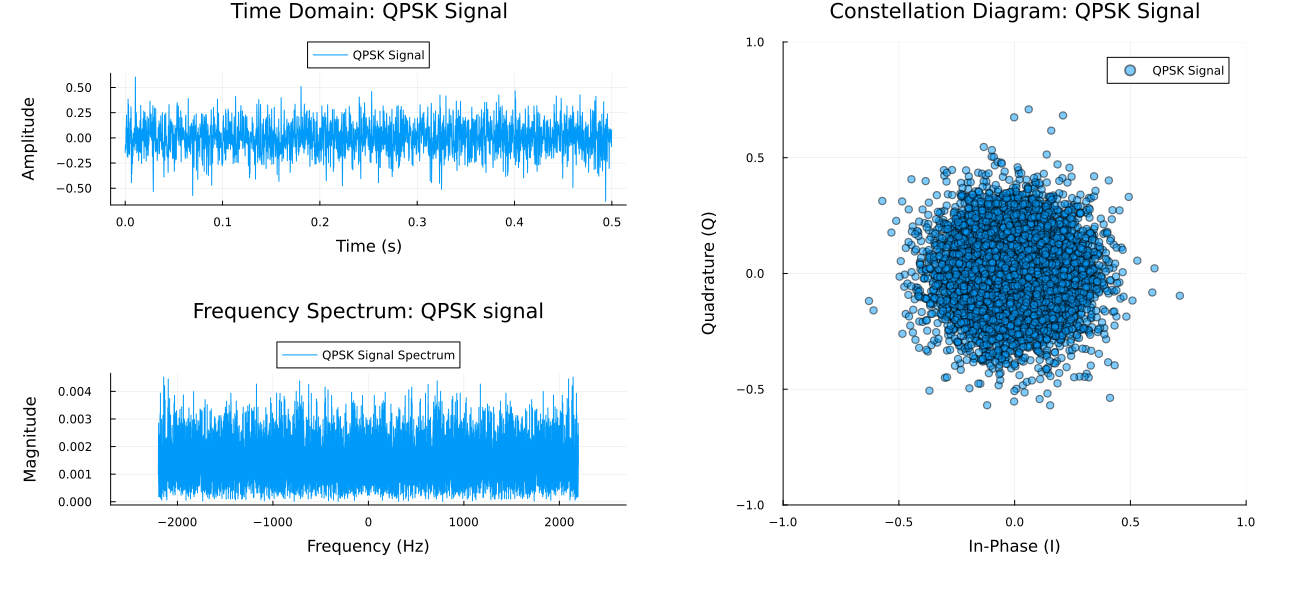 Time Domain: QPSK Signal
QPSK Signal
Amplitude
0.50
0.25
0.00
−0.25
−0.50
0.0 0.1 0.2 0.3 0.4 0.5
Time (s)
Frequency Spectrum: QPSK signal
QPSK Signal Spectrum
Magnitude
0.004
0.003
0.002
0.001
0.000
−2000 −1000 0 1000 2000
Frequency (Hz)
Constellation Diagram: QPSK Signal
QPSK Signal
Quadrature (Q)
1.0
0.5
0.0
−0.5
−1.0
−1.0 −0.5 0.0 0.5 1.0
In-Phase (I)